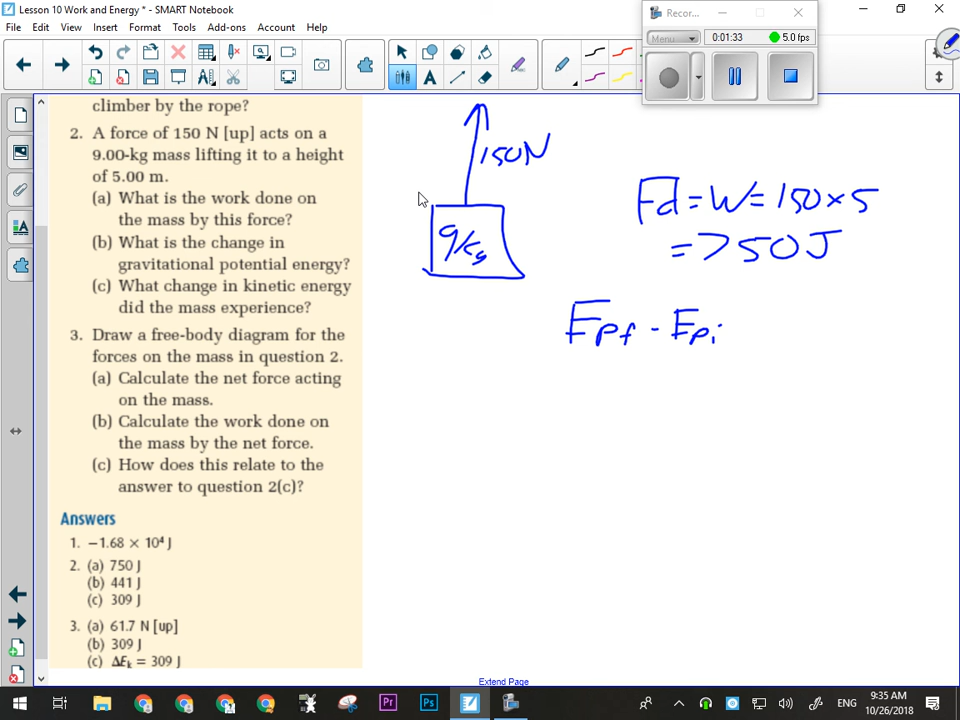 Lesson 10 Work and Energy * - SMART Notebook
Recor...
File Edit View Insert Format Tools Add-ons Account Help
Menu
0:01:33
5.0 fps
climber by the rope?
2. A force of 150 N [up] acts on a
9.00-kg mass lifting it to a height
of 5.00 m.
(a) What is the work done on
the mass by this force?
(b) What is the change in
gravitational potential energy?
(c) What change in kinetic energy
did the mass experience?
3. Draw a free-body diagram for the
forces on the mass in question 2.
(a) Calculate the net force acting
on the mass.
(b) Calculate the work done on
the mass by the net force.
(c) How does this relate to the
answer to question 2(c)?
Answers
1. −1.68 × 10⁴ J
2. (a) 750 J
(b) 441 J
(c) 309 J
3. (a) 61.7 N [up]
(b) 309 J
(c) ΔEₖ = 309 J
150N
9kg
Fd = W = 150 × 5
= 750 J
Epf - Epi
Extend Page
ENG
9:35 AM
10/26/2018